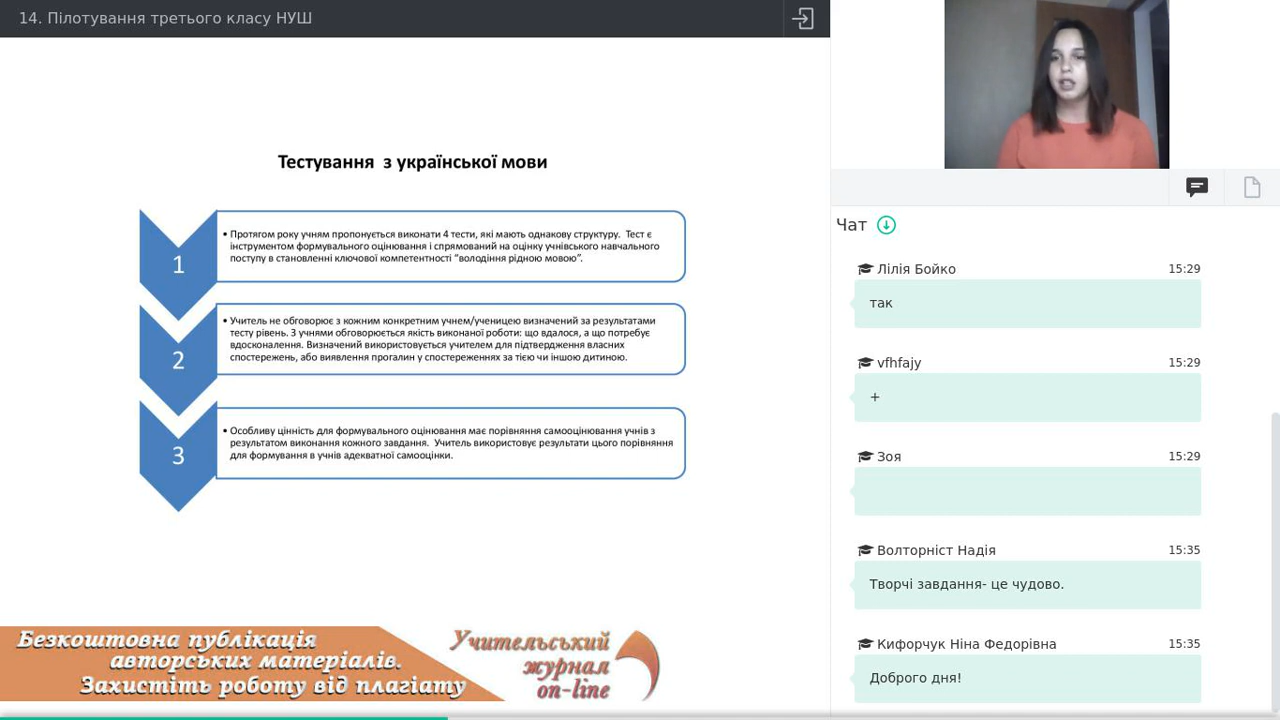 14. Пілотування третього класу НУШ
Тестування з української мови
1
• Протягом року учням пропонується виконати 4 тести, які мають однакову структуру. Тест є
інструментом формувального оцінювання і спрямований на оцінку учнівського навчального
поступу в становленні ключової компетентності “володіння рідною мовою”.
2
• Учитель не обговорює з кожним конкретним учнем/ученицею визначений за результатами
тесту рівень. З учнями обговорюється якість виконаної роботи: що вдалося, а що потребує
вдосконалення. Визначений використовується учителем для підтвердження власних
спостережень, або виявлення прогалин у спостереженнях за тією чи іншою дитиною.
3
• Особливу цінність для формувального оцінювання має порівняння самооцінювання учнів з
результатом виконання кожного завдання. Учитель використовує результати цього порівняння
для формування в учнів адекватної самооцінки.
Безкоштовна публікація
авторських матеріалів.
Захистіть роботу від плагіату
Учительський
журнал
on-line
Чат
Лілія Бойко 15:29
так
vfhfajy 15:29
+
Зоя 15:29
Волторніст Надія 15:35
Творчі завдання- це чудово.
Кифорчук Ніна Федорівна 15:35
Доброго дня!